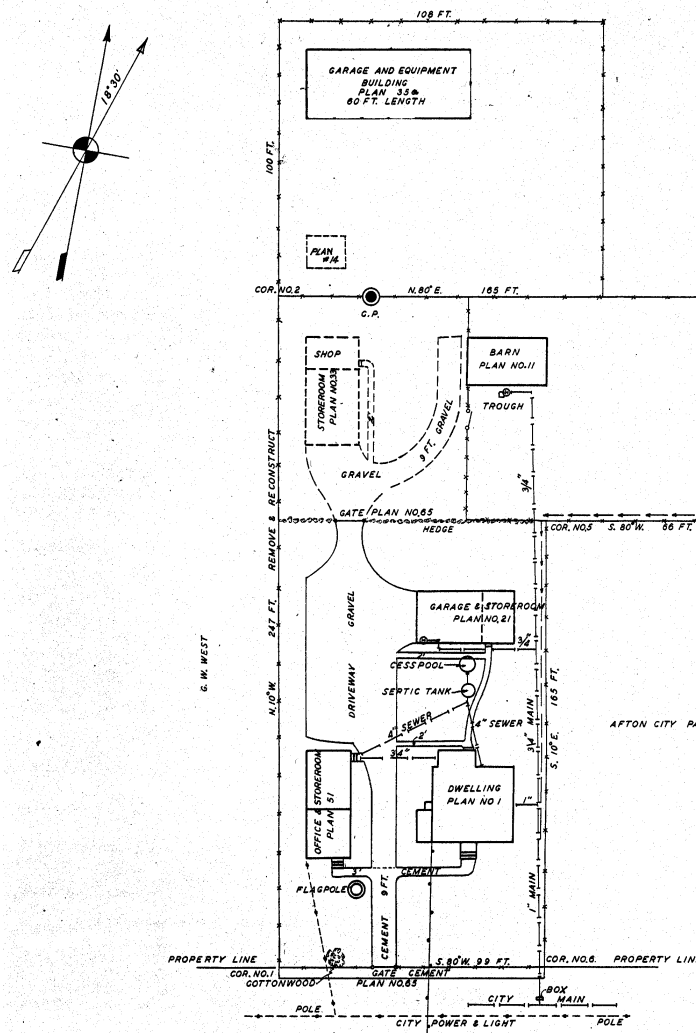 108 FT.
18°30'
GARAGE AND EQUIPMENT
BUILDING
PLAN 35a
60 FT. LENGTH
100 FT.
PLAN
#14
COR. NO.2
N.80°E.
165 FT.
G.P.
SHOP
STOREROOM
PLAN NO.33
BARN
PLAN NO.11
TROUGH
9 FT. GRAVEL
GRAVEL
3/4"
REMOVE & RECONSTRUCT
GATE PLAN NO.65
HEDGE
COR. NO.5
S. 80°W.
66 FT.
247 FT.
N.10°W.
G. W. WEST
GRAVEL
DRIVEWAY
GARAGE & STOREROOM
PLAN NO.21
3/4"
2'
CESSPOOL
SEPTIC TANK
4" SEWER
4" SEWER
2'
3/4"
3/4" MAIN
165 FT.
S. 10°E.
AFTON CITY PA
OFFICE & STOREROOM
PLAN 51
DWELLING
PLAN NO 1
1"
3'
CEMENT
9 FT.
FLAGPOLE
CEMENT
1" MAIN
PROPERTY LINE
S.80°W. 99 FT.
COR. NO.6.
PROPERTY LIN
COR. NO.1
GATE CEMENT
COTTONWOOD
PLAN NO.65
BOX
CITY MAIN
POLE
CITY POWER & LIGHT
POLE